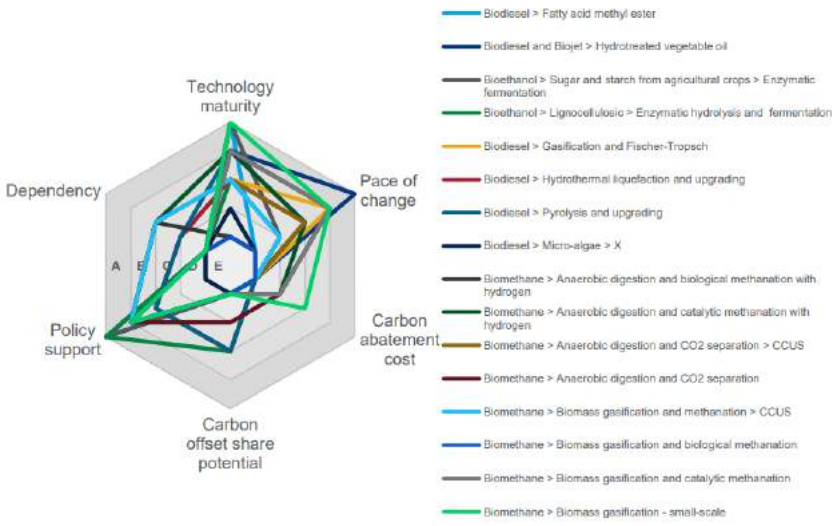 Technology
maturity
Pace of
change
Carbon
abatement
cost
Carbon
offset share
potential
Policy
support
Dependency
A B C D E
Biodiesel > Fatty acid methyl ester
Biodiesel and Biojet > Hydrotreated vegetable oil
Bioethanol > Sugar and starch from agricultural crops > Enzymatic
fermentation
Bioethanol > Lignocellulosic > Enzymatic hydrolysis and fermentation
Biodiesel > Gasification and Fischer-Tropsch
Biodiesel > Hydrothermal liquefaction and upgrading
Biodiesel > Pyrolysis and upgrading
Biodiesel > Micro-algae > X
Biomethane > Anaerobic digestion and biological methanation with
hydrogen
Biomethane > Anaerobic digestion and catalytic methanation with
hydrogen
Biomethane > Anaerobic digestion and CO2 separation > CCUS
Biomethane > Anaerobic digestion and CO2 separation
Biomethane > Biomass gasification and methanation > CCUS
Biomethane > Biomass gasification and biological methanation
Biomethane > Biomass gasification and catalytic methanation
Biomethane > Biomass gasification - small-scale